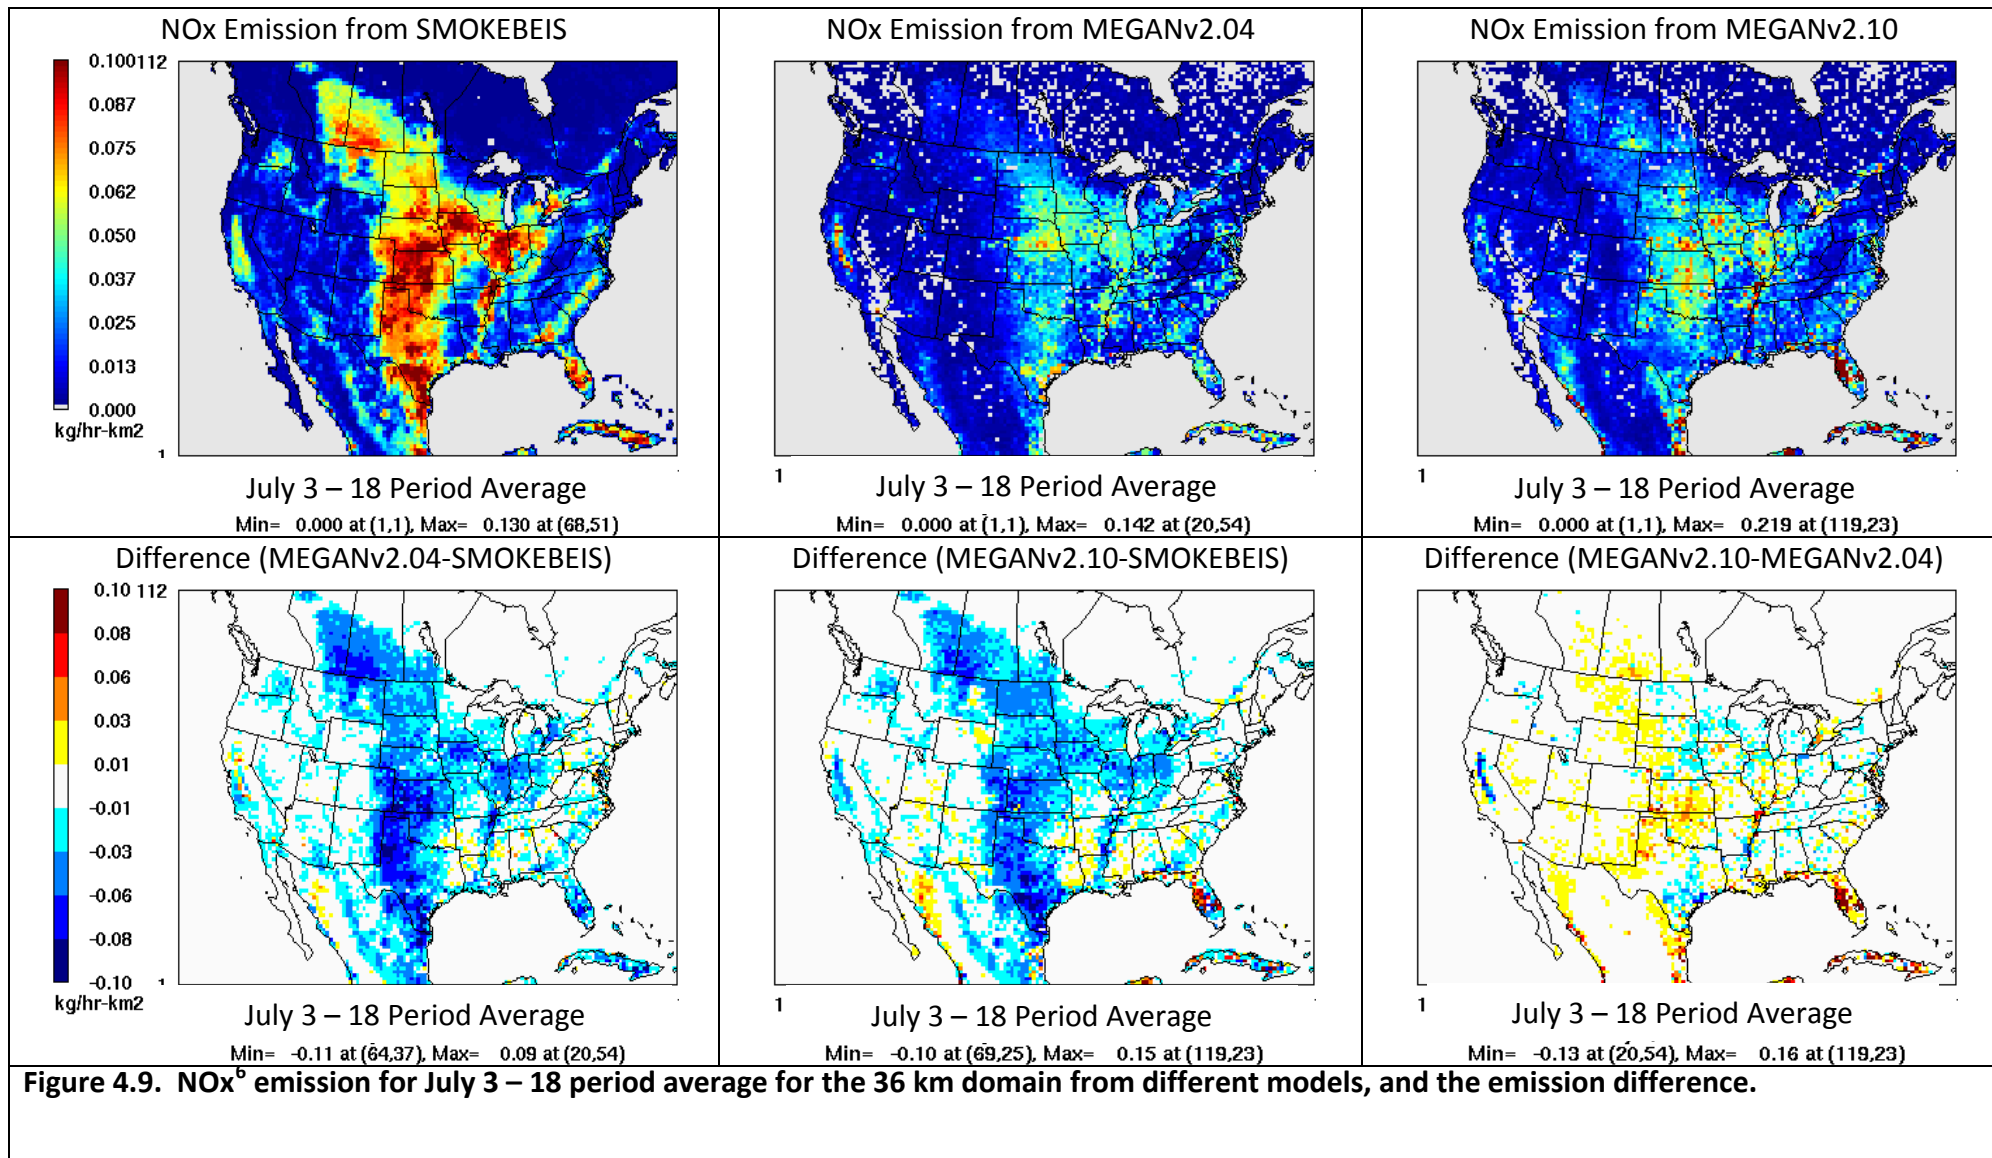 NOx Emission from SMOKEBEIS
NOx Emission from MEGANv2.04
NOx Emission from MEGANv2.10
0.100
0.087
0.075
0.062
0.050
0.037
0.025
0.013
0.000
kg/hr-km2
112
1
1
1
1
July 3 – 18 Period Average
Min= 0.000 at (1,1), Max= 0.130 at (68,51)
July 3 – 18 Period Average
Min= 0.000 at (1,1), Max= 0.142 at (20,54)
July 3 – 18 Period Average
Min= 0.000 at (1,1), Max= 0.219 at (119,23)
Difference (MEGANv2.04-SMOKEBEIS)
Difference (MEGANv2.10-SMOKEBEIS)
Difference (MEGANv2.10-MEGANv2.04)
0.10
0.08
0.06
0.03
0.01
-0.01
-0.03
-0.06
-0.08
-0.10
kg/hr-km2
112
1
1
1
July 3 – 18 Period Average
Min= -0.11 at (64,37), Max= 0.09 at (20,54)
July 3 – 18 Period Average
Min= -0.10 at (69,25), Max= 0.15 at (119,23)
July 3 – 18 Period Average
Min= -0.13 at (20,54), Max= 0.16 at (119,23)
Figure 4.9. NOx⁶ emission for July 3 – 18 period average for the 36 km domain from different models, and the emission difference.